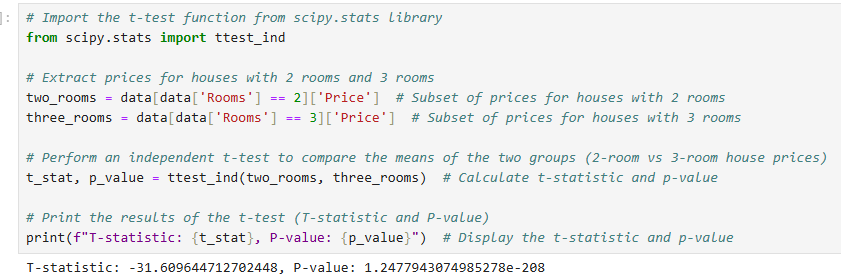 ]: # Import the t-test function from scipy.stats library
from scipy.stats import ttest_ind
# Extract prices for houses with 2 rooms and 3 rooms
two_rooms = data[data['Rooms'] == 2]['Price']  # Subset of prices for houses with 2 rooms
three_rooms = data[data['Rooms'] == 3]['Price']  # Subset of prices for houses with 3 rooms
# Perform an independent t-test to compare the means of the two groups (2-room vs 3-room house prices)
t_stat, p_value = ttest_ind(two_rooms, three_rooms)  # Calculate t-statistic and p-value
# Print the results of the t-test (T-statistic and P-value)
print(f"T-statistic: {t_stat}, P-value: {p_value}")  # Display the t-statistic and p-value
T-statistic: -31.609644712702448, P-value: 1.2477943074985278e-208